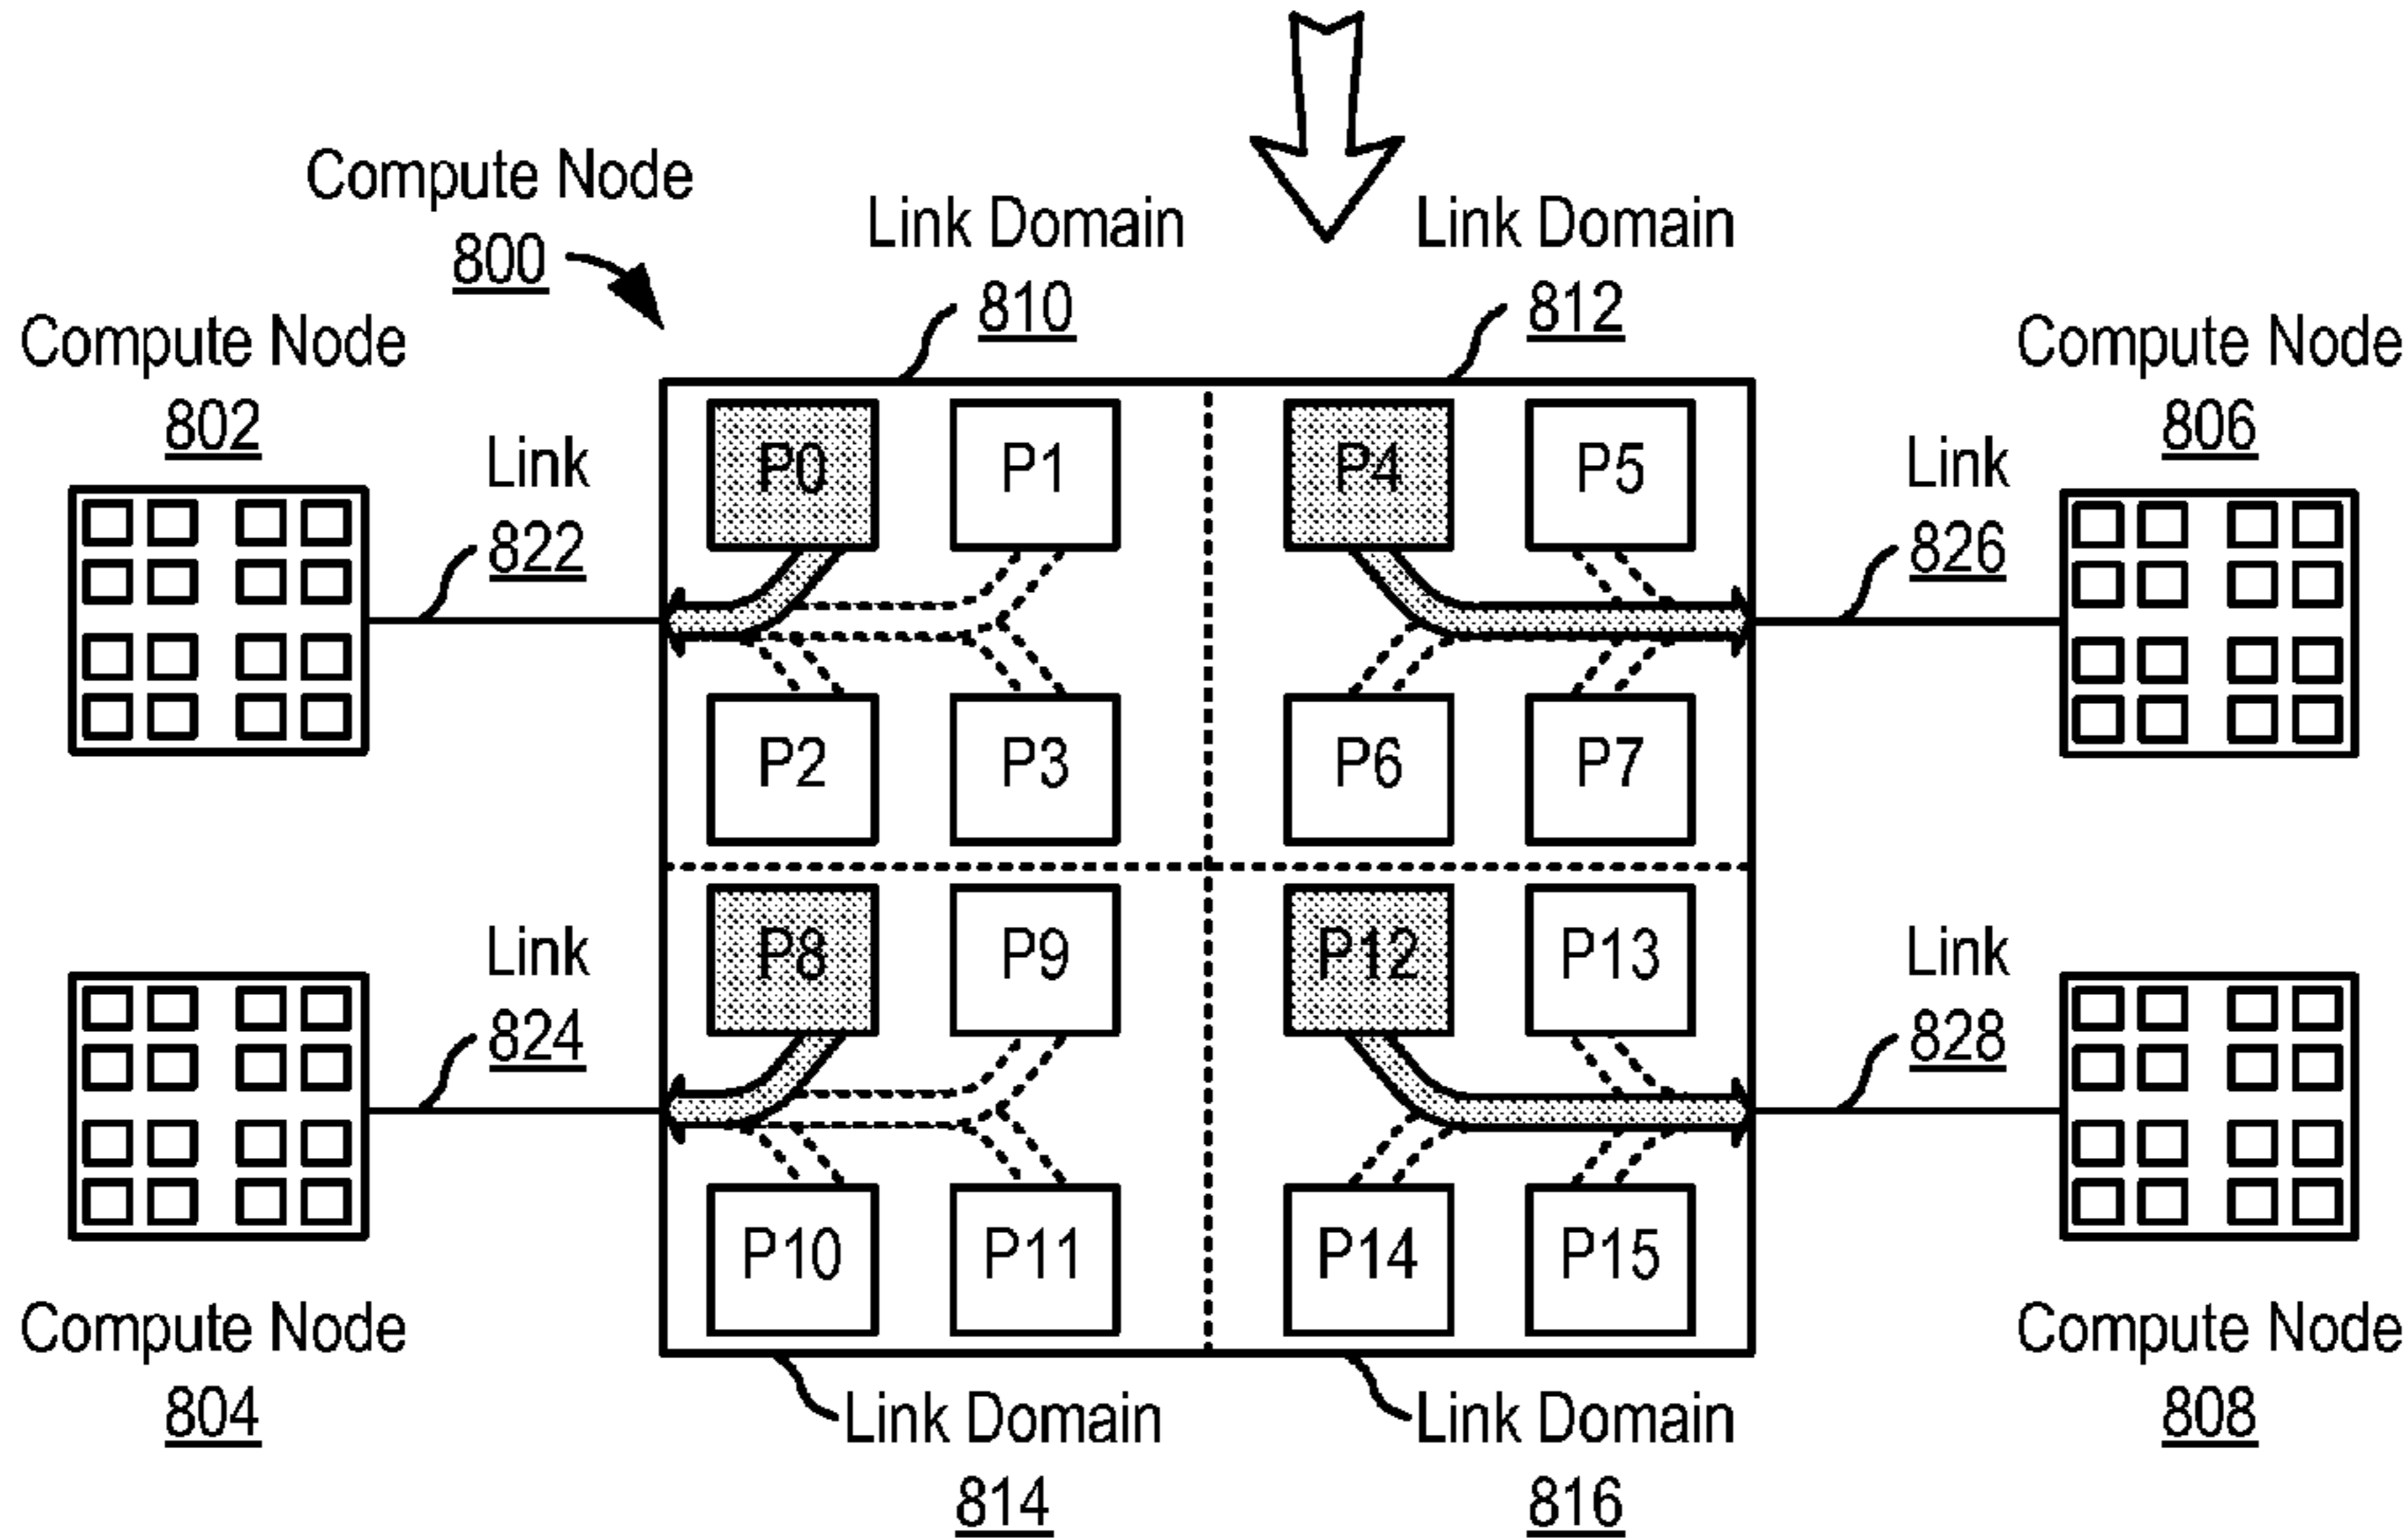 Compute Node
800
Link Domain
810
Link Domain
812
Compute Node
802
Compute Node
806
Link
822
Link
826
P0
P1
P4
P5
P2
P3
P6
P7
Link
824
Link
828
P8
P9
P12
P13
P10
P11
P14
P15
Compute Node
804
Link Domain
814
Link Domain
816
Compute Node
808